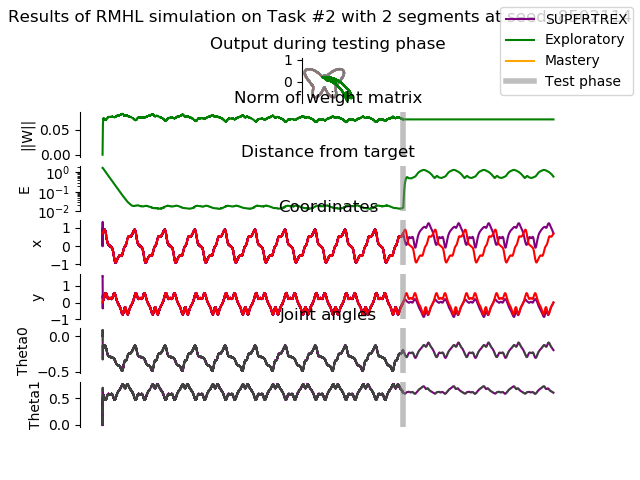 Results of RMHL simulation on Task #2 with 2 segments at
SUPERTREX
Exploratory
Mastery
Test phase
Output during testing phase
1
0
Norm of weight matrix
||W||
0.05
0.00
Distance from target
E
10⁰
10⁻¹
10⁻²
Coordinates
x
1
0
−1
y
1
0
−1
Joint angles
Theta0
0.0
−0.5
Theta1
0.5
0.0